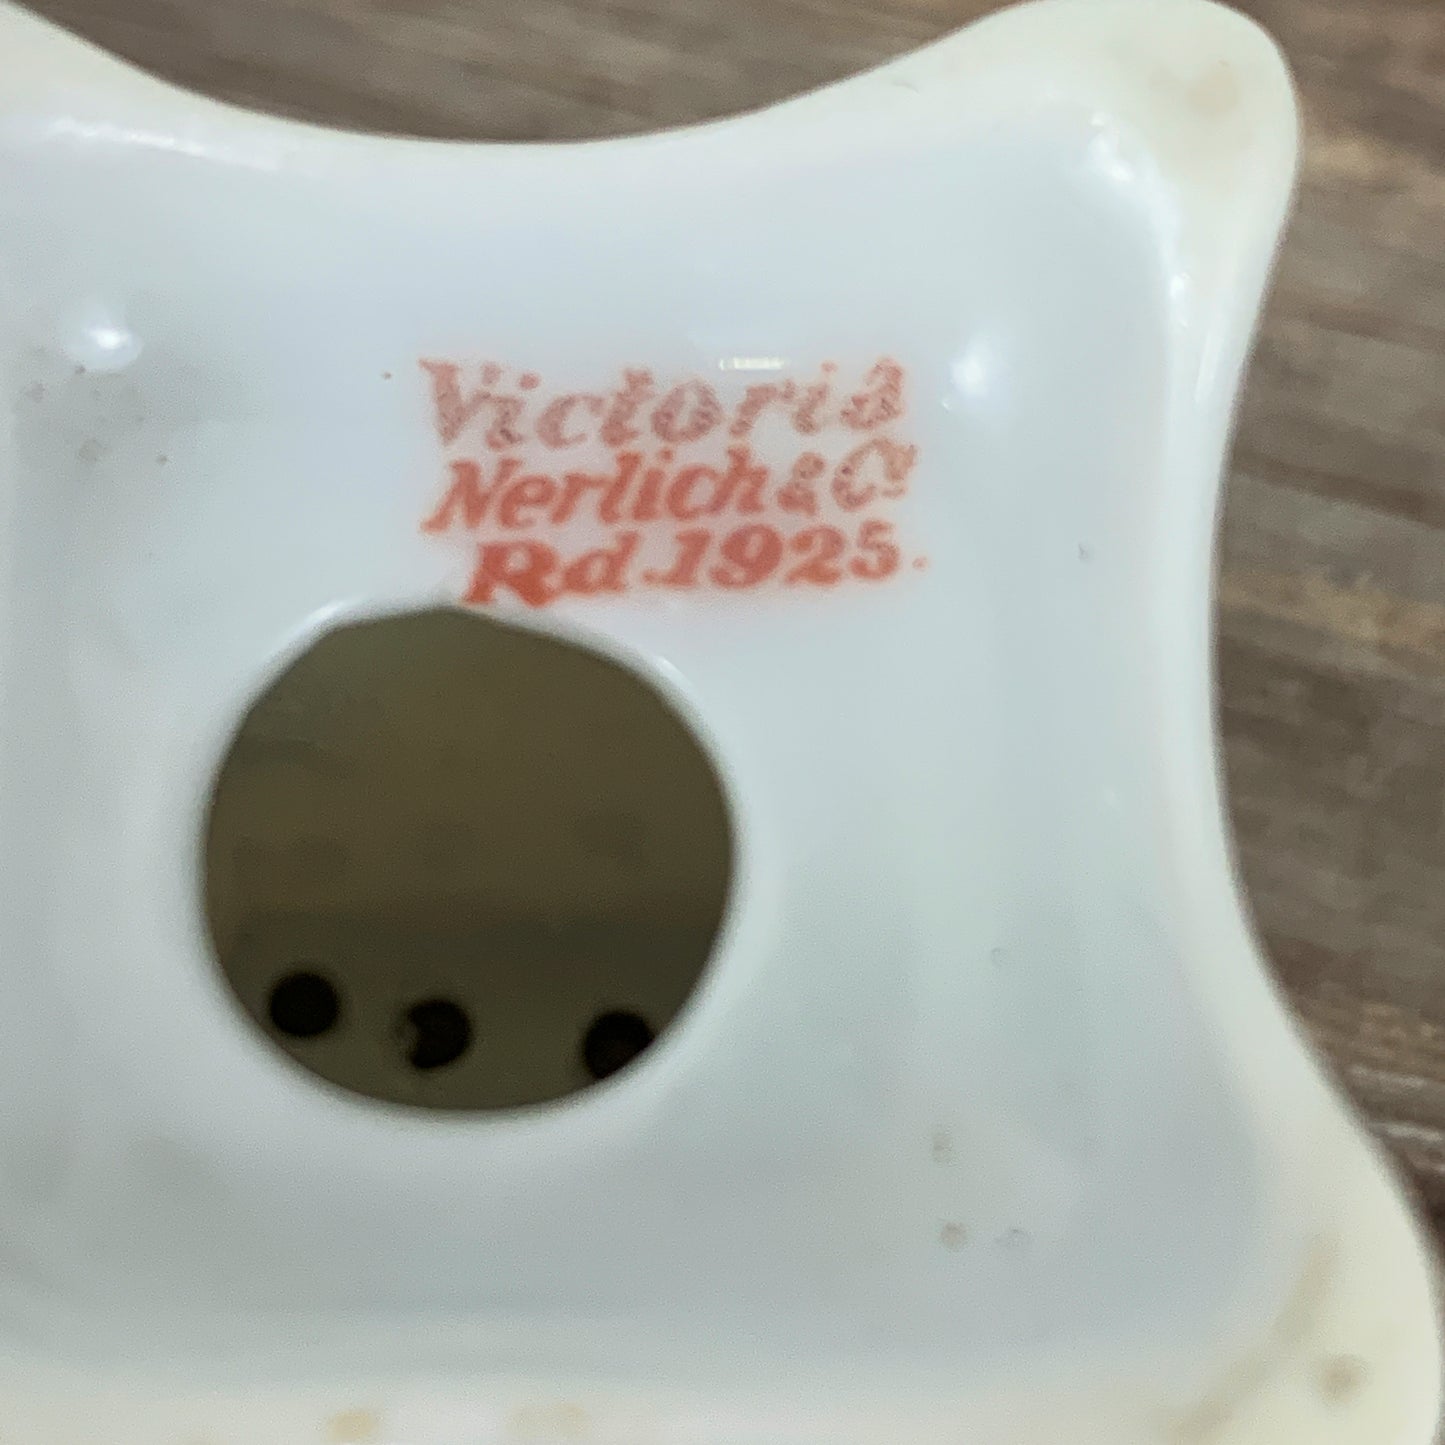 Victoria
Nerlich & Co
Rd. 1925.